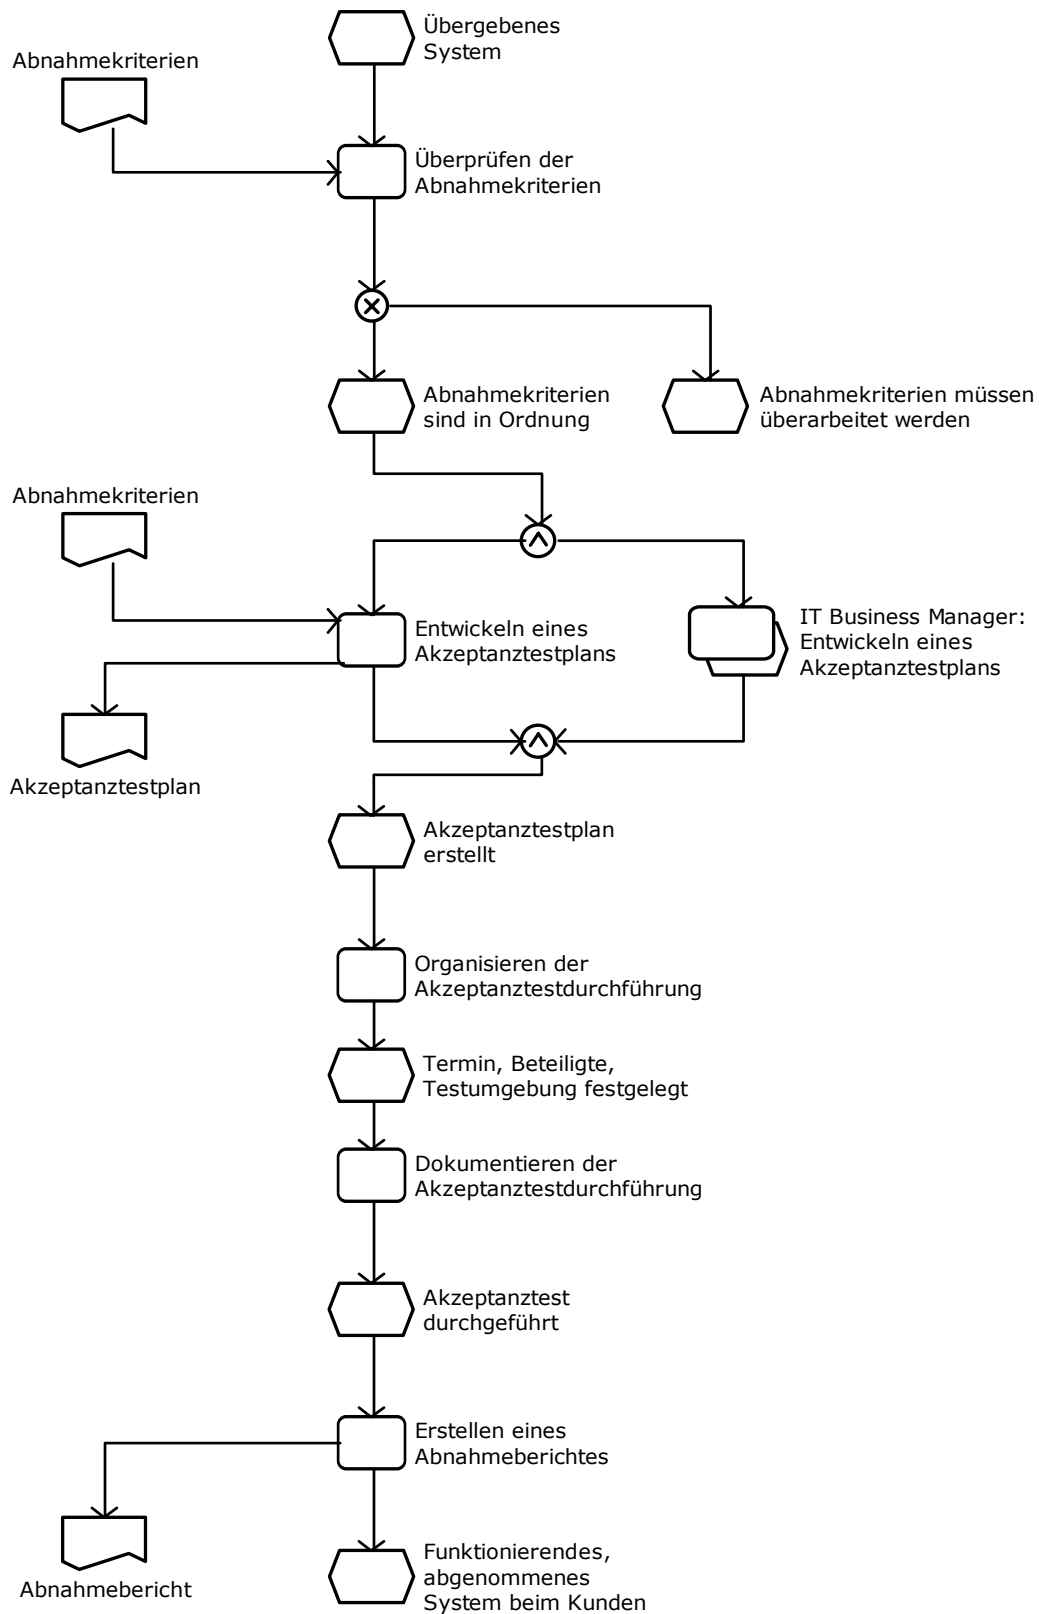 Übergebenes
System
Abnahmekriterien
Überprüfen der
Abnahmekriterien
Abnahmekriterien
sind in Ordnung
Abnahmekriterien müssen
überarbeitet werden
Abnahmekriterien
Entwickeln eines
Akzeptanztestplans
IT Business Manager:
Entwickeln eines
Akzeptanztestplans
Akzeptanztestplan
Akzeptanztestplan
erstellt
Organisieren der
Akzeptanztestdurchführung
Termin, Beteiligte,
Testumgebung festgelegt
Dokumentieren der
Akzeptanztestdurchführung
Akzeptanztest
durchgeführt
Erstellen eines
Abnahmeberichtes
Abnahmebericht
Funktionierendes,
abgenommenes
System beim Kunden